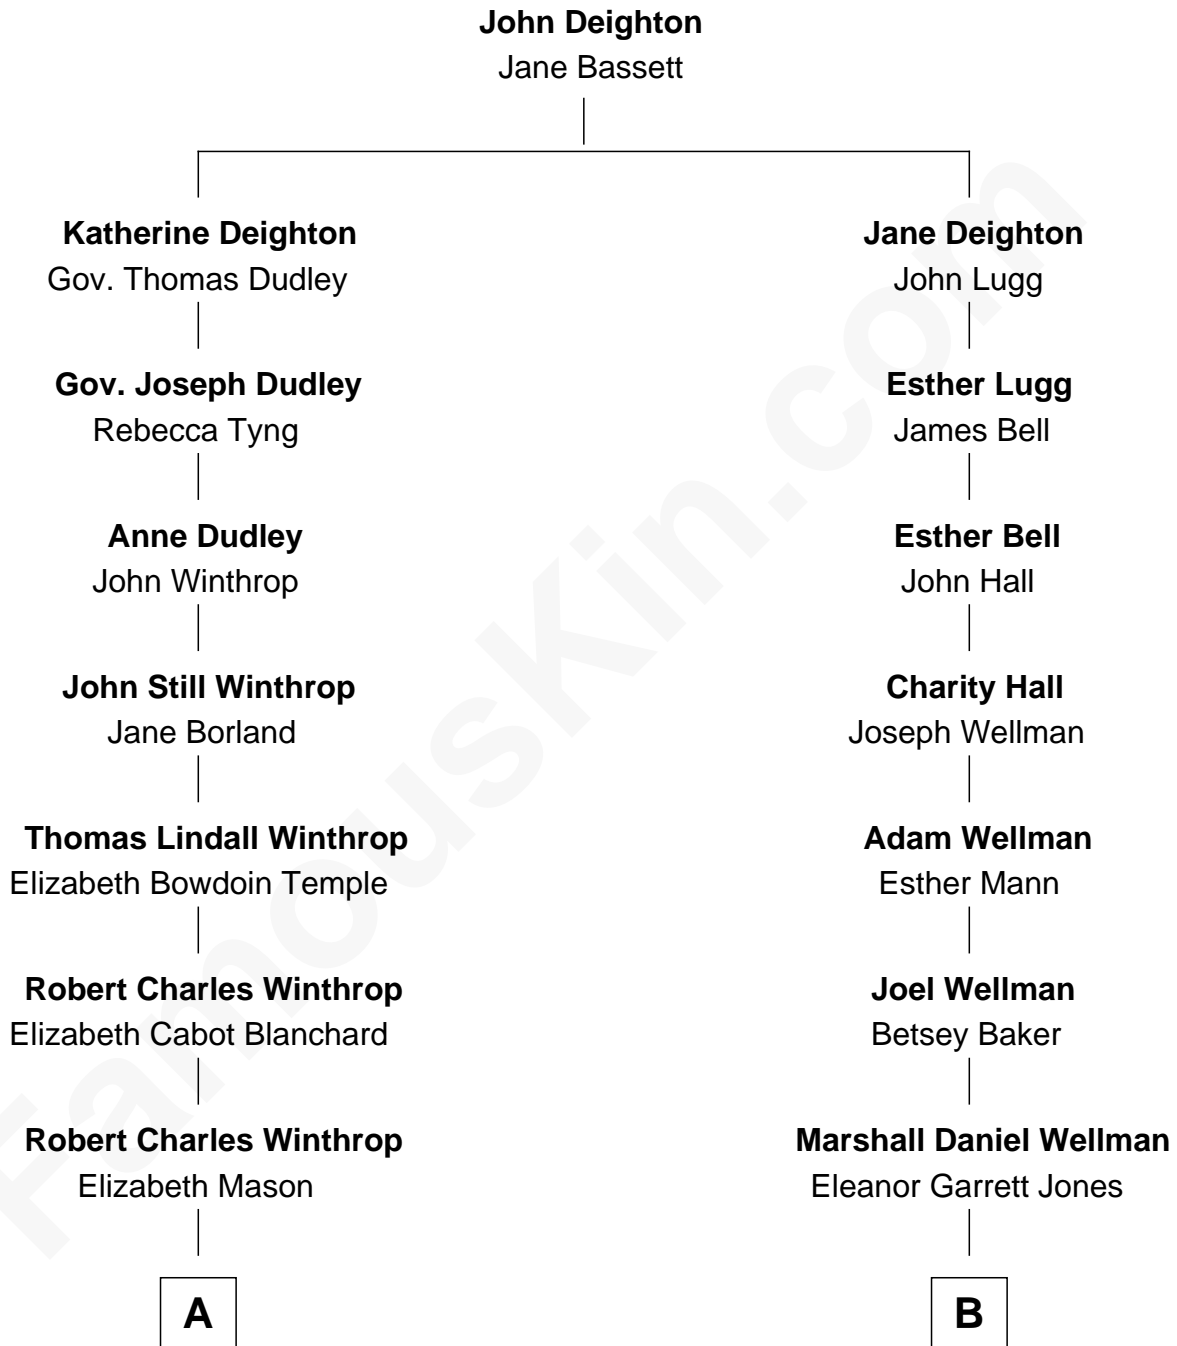 John Deighton
Jane Bassett
Katherine Deighton
Gov. Thomas Dudley
Jane Deighton
John Lugg
Gov. Joseph Dudley
Rebecca Tyng
Esther Lugg
James Bell
Anne Dudley
John Winthrop
Esther Bell
John Hall
John Still Winthrop
Jane Borland
Charity Hall
Joseph Wellman
Thomas Lindall Winthrop
Elizabeth Bowdoin Temple
Adam Wellman
Esther Mann
Robert Charles Winthrop
Elizabeth Cabot Blanchard
Joel Wellman
Betsey Baker
Robert Charles Winthrop
Elizabeth Mason
Marshall Daniel Wellman
Eleanor Garrett Jones
A
B
FamousKin.com